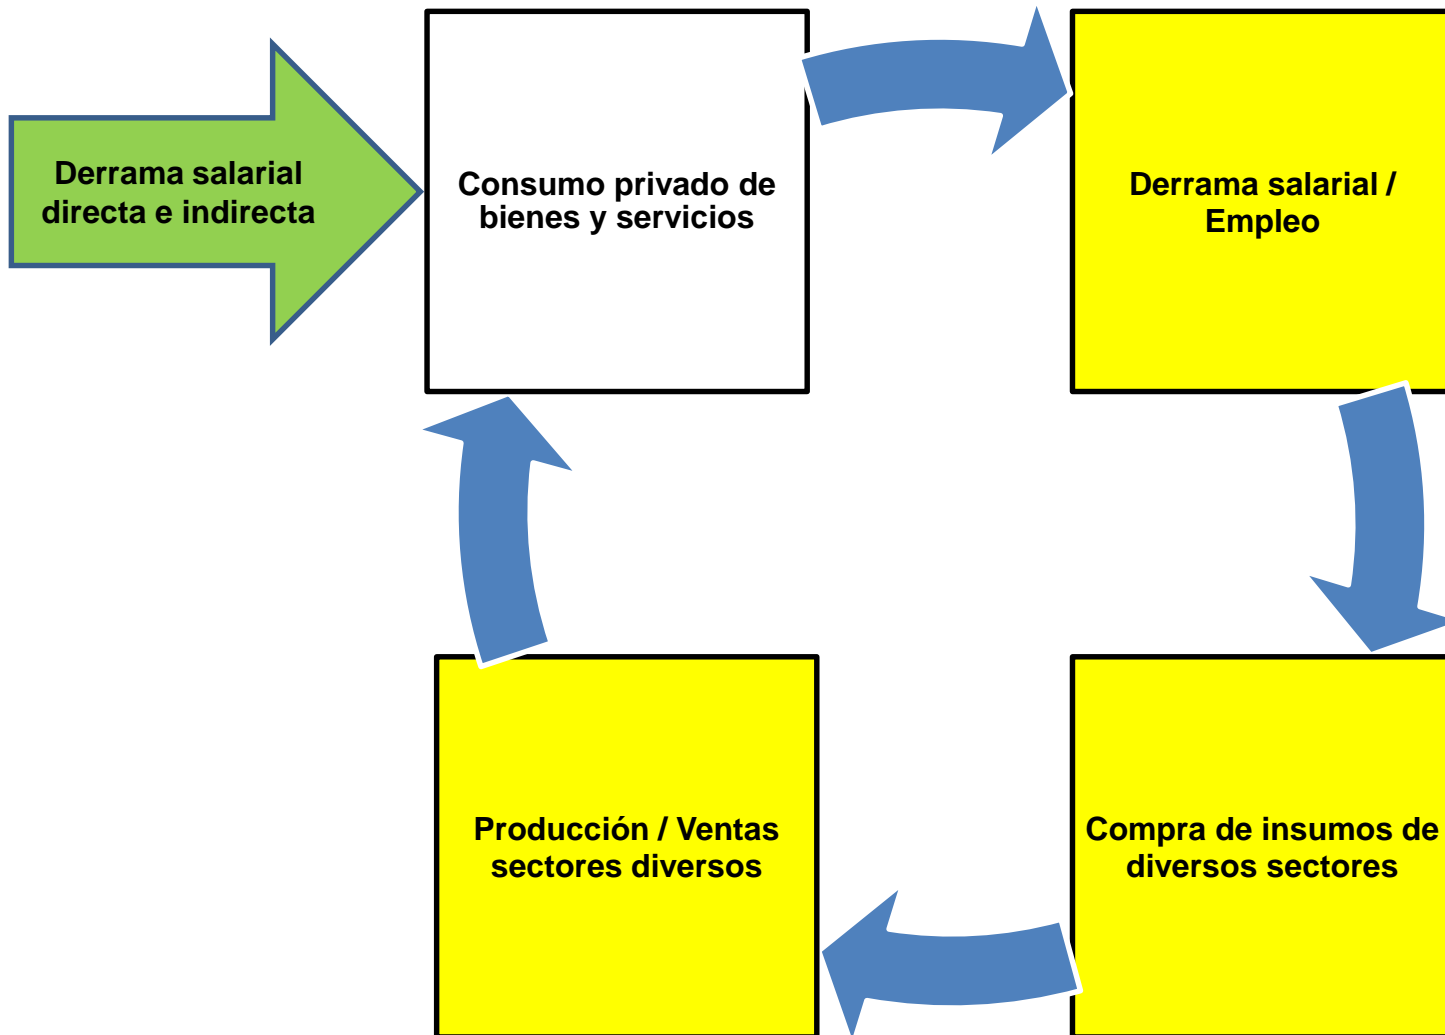 Derrama salarial
directa e indirecta
Consumo privado de
bienes y servicios
Derrama salarial /
Empleo
Producción / Ventas
sectores diversos
Compra de insumos de
diversos sectores